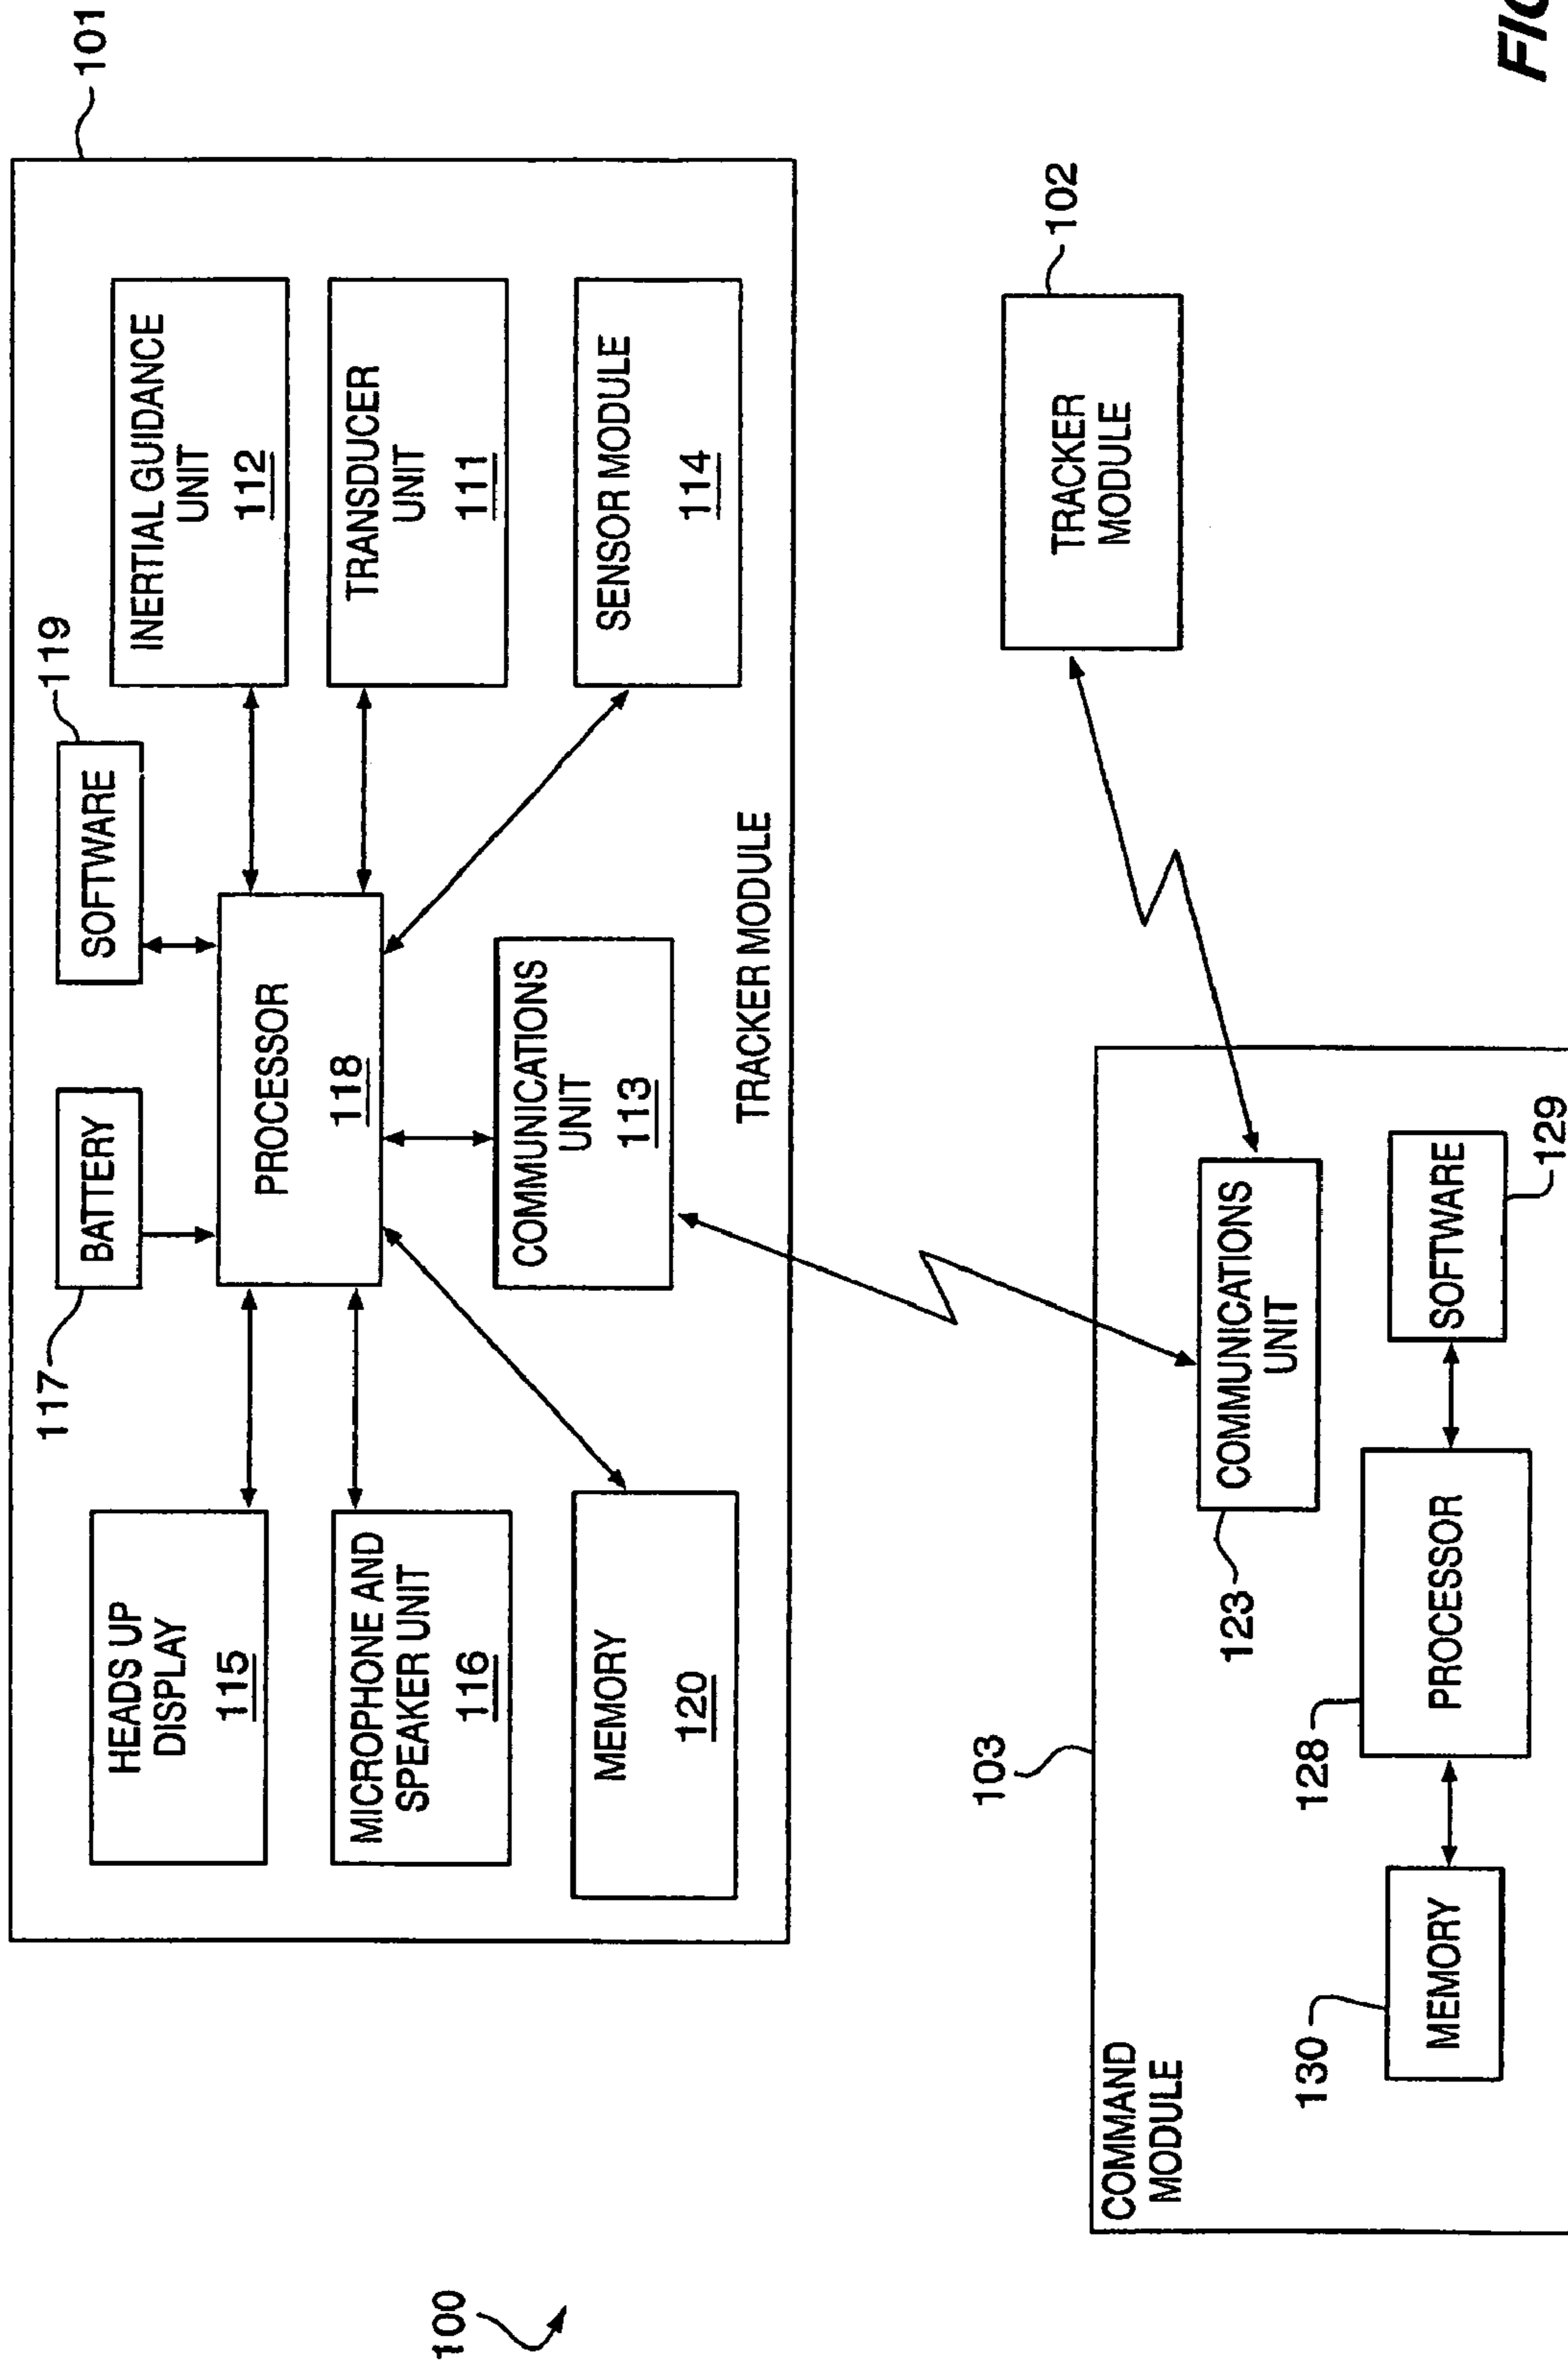 100
101
117
BATTERY
119
SOFTWARE
HEADS UP
DISPLAY
115
PROCESSOR
118
INERTIAL GUIDANCE
UNIT
112
MICROPHONE AND
SPEAKER UNIT
116
TRANSDUCER
UNIT
111
MEMORY
120
COMMUNICATIONS
UNIT
113
SENSOR MODULE
114
TRACKER MODULE
103
102
TRACKER
MODULE
COMMAND
MODULE
123
COMMUNICATIONS
UNIT
130
MEMORY
128
PROCESSOR
SOFTWARE
129